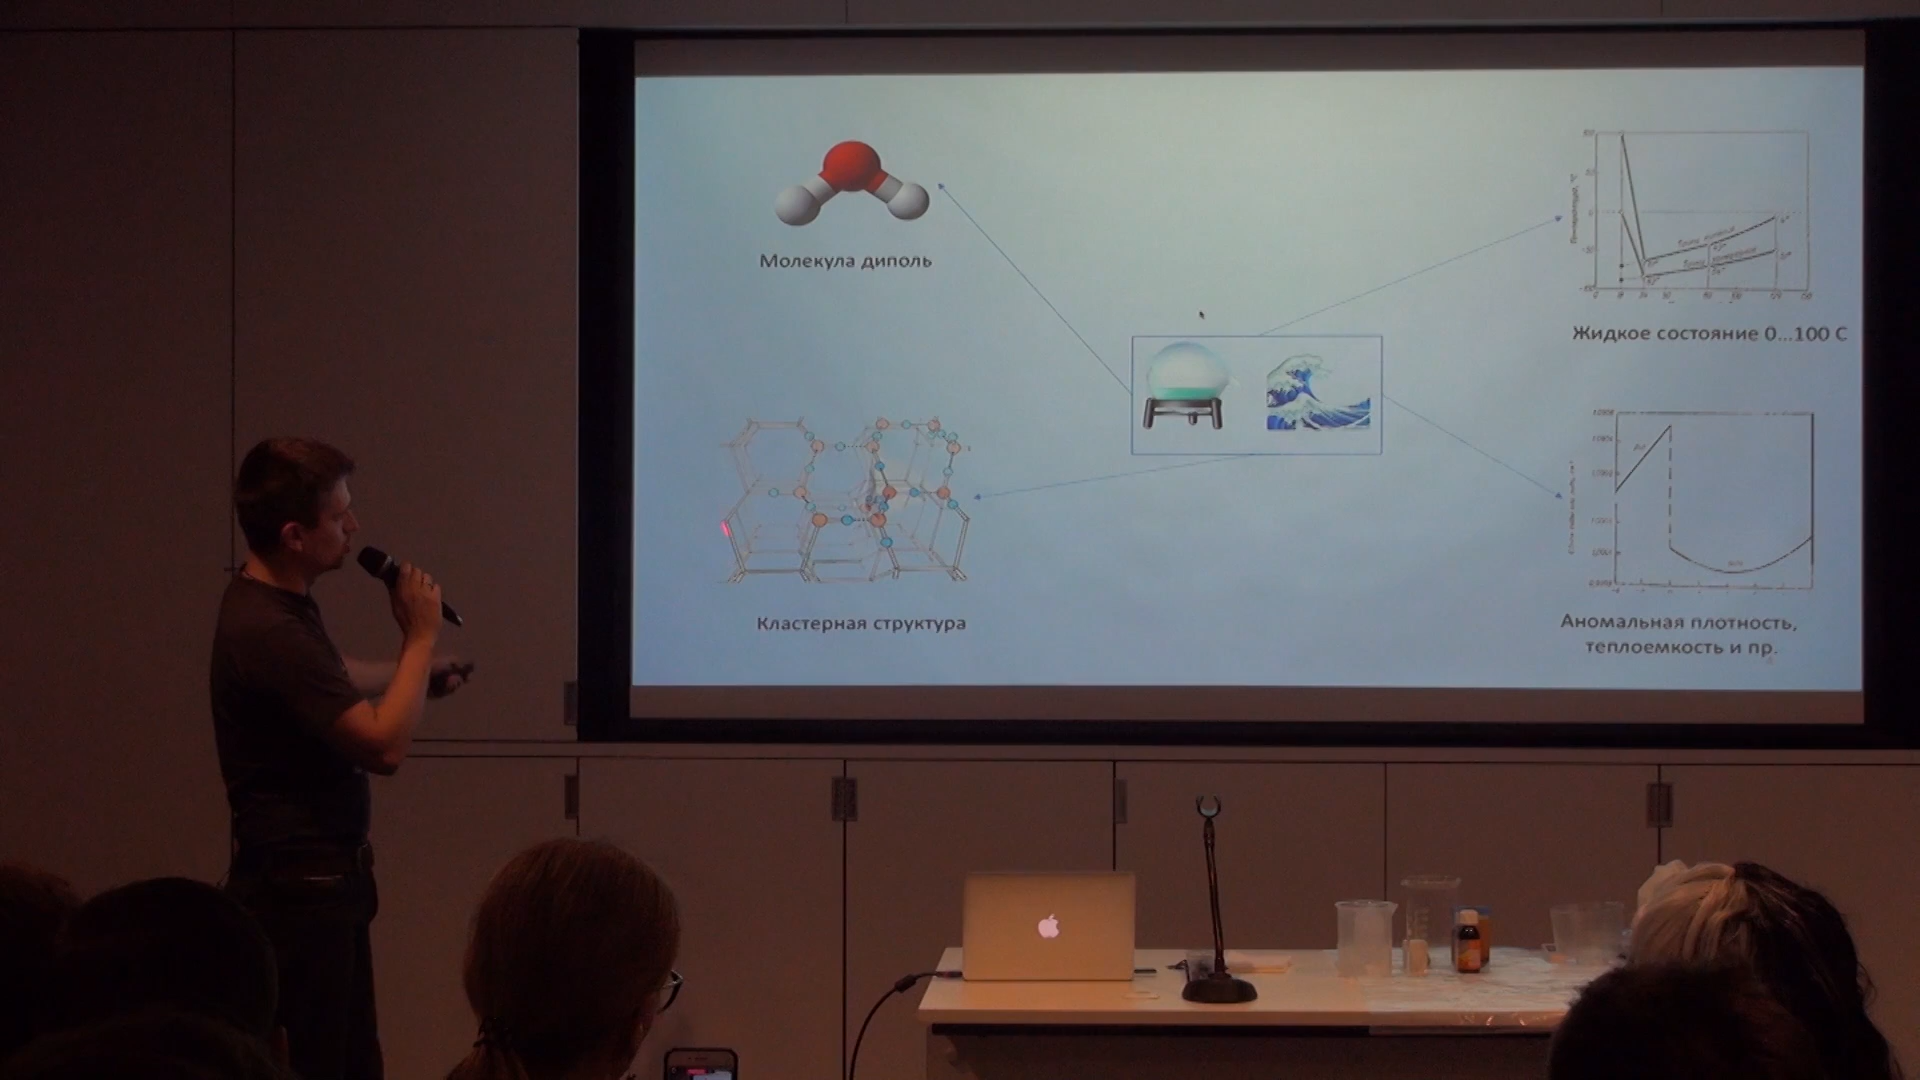 Молекула диполь
Жидкое состояние 0...100 С
Кластерная структура
Аномальная плотность,
теплоемкость и пр.